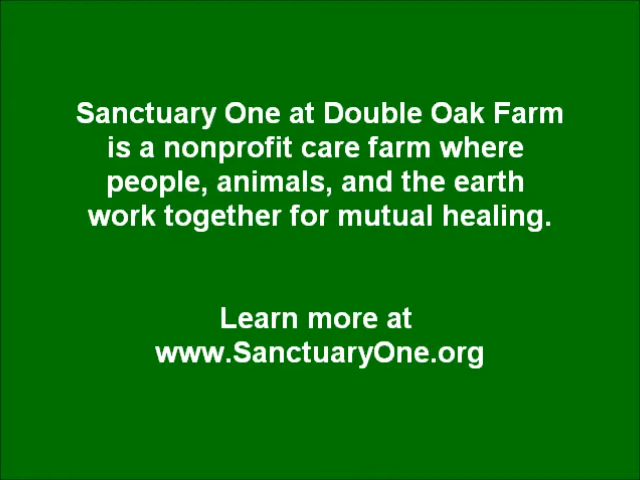 Sanctuary One at Double Oak Farm
is a nonprofit care farm where
people, animals, and the earth
work together for mutual healing.
Learn more at
www.SanctuaryOne.org